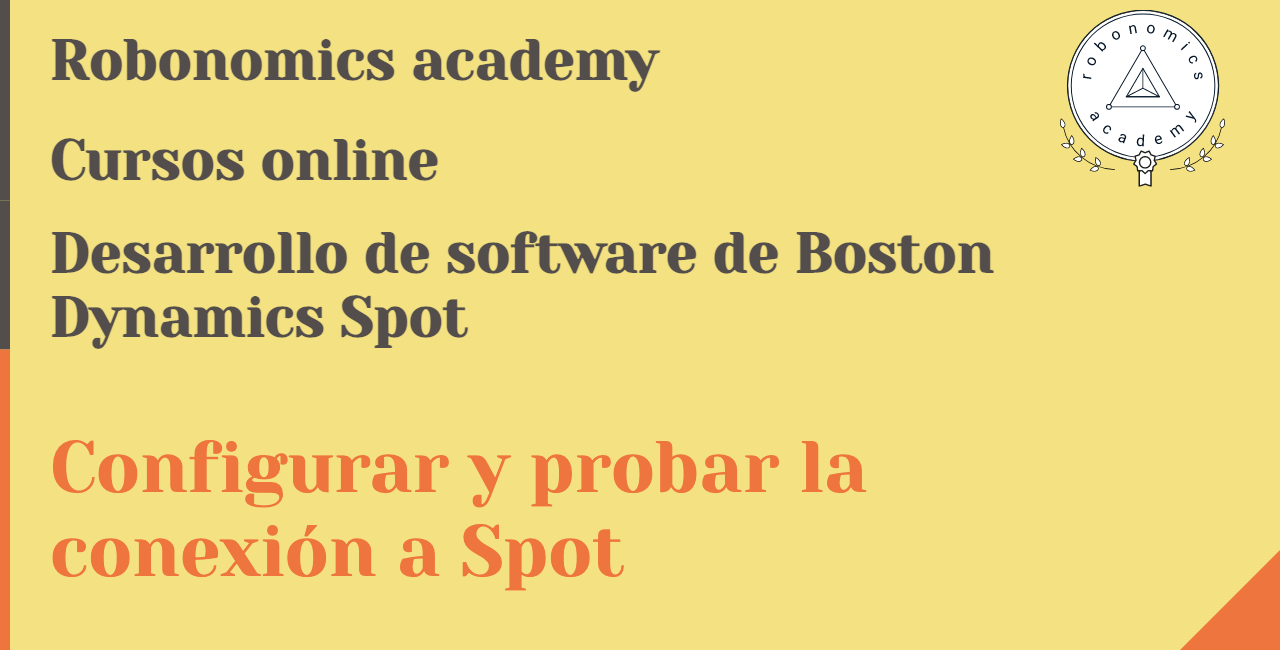 Robonomics academy
Cursos online
Desarrollo de software de Boston
Dynamics Spot
Configurar y probar la
conexión a Spot
robonomics
academy